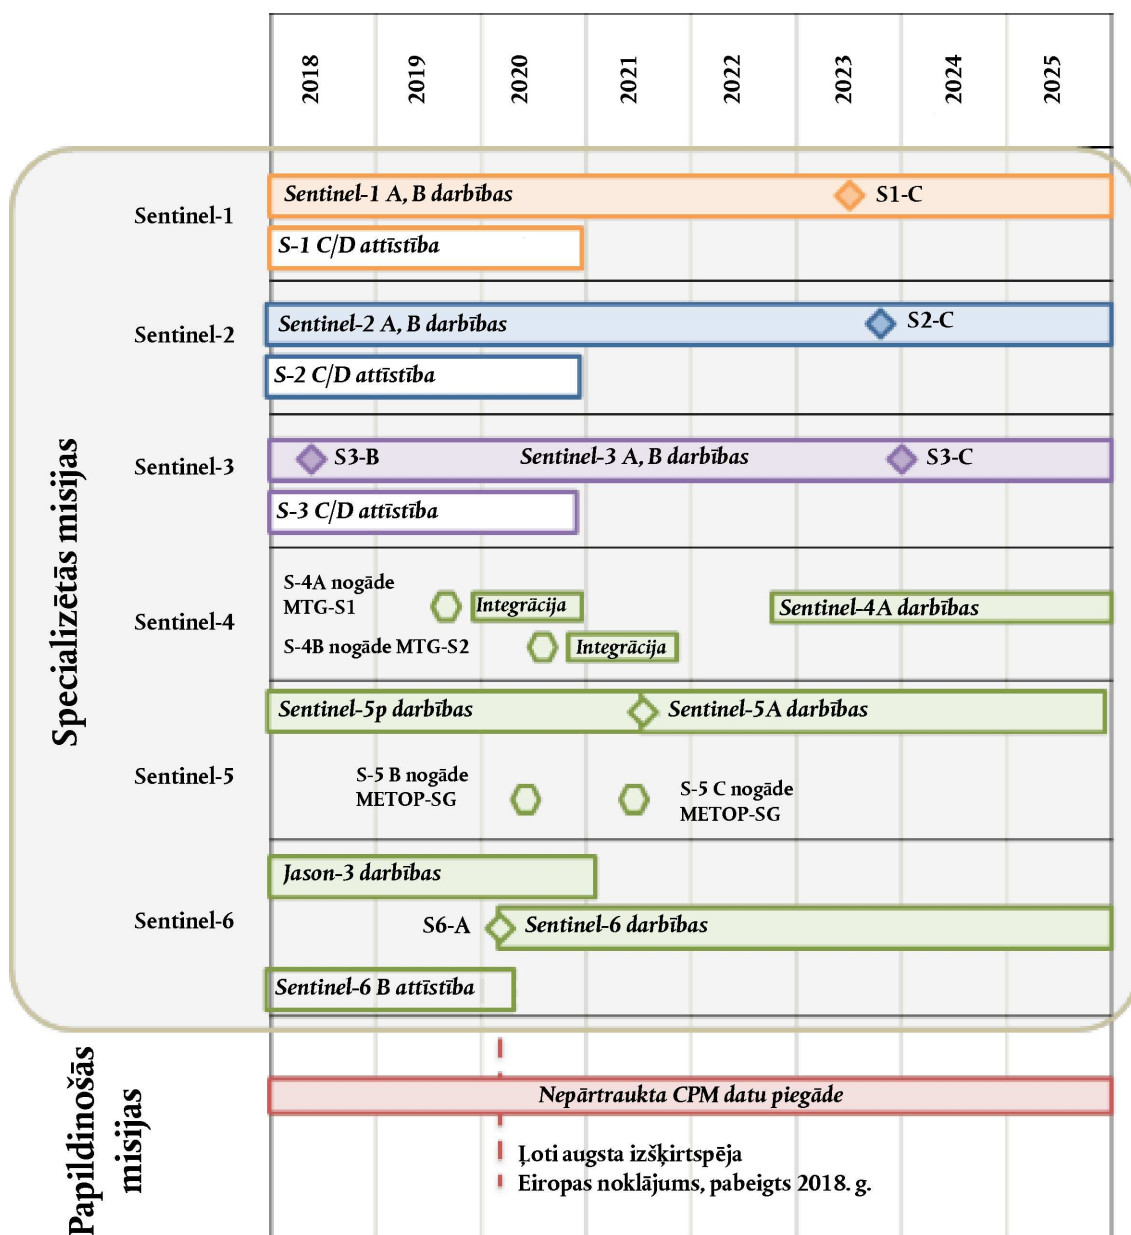 2018
2019
2020
2021
2022
2023
2024
2025
Specializētās misijas
Sentinel-1
Sentinel-1 A, B darbības
S1-C
S-1 C/D attīstība
Sentinel-2
Sentinel-2 A, B darbības
S2-C
S-2 C/D attīstība
Sentinel-3
S3-B
Sentinel-3 A, B darbības
S3-C
S-3 C/D attīstība
Sentinel-4
S-4A nogāde
MTG-S1
Integrācija
Sentinel-4A darbības
S-4B nogāde MTG-S2
Integrācija
Sentinel-5
Sentinel-5p darbības
Sentinel-5A darbības
S-5 B nogāde
METOP-SG
S-5 C nogāde
METOP-SG
Sentinel-6
Jason-3 darbības
S6-A
Sentinel-6 darbības
Sentinel-6 B attīstība
Papildinošās
misijas
Nepārtraukta CPM datu piegāde
Ļoti augsta izšķirtspēja
Eiropas noklājums, pabeigts 2018. g.